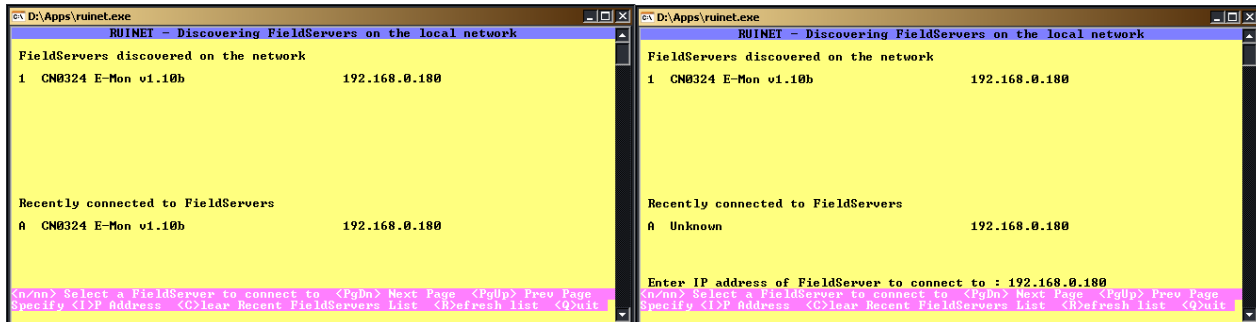 D:\Apps\ruinet.exe
RUINET - Discovering FieldServers on the local network
FieldServers discovered on the network
1 CN0324 E-Mon v1.10b 192.168.0.180
Recently connected to FieldServers
A CN0324 E-Mon v1.10b 192.168.0.180
<n/nn> Select a FieldServer to connect to <PgDn> Next Page <PgUp> Prev Page
Specify <I>P Address <C>lear Recent FieldServers List <R>efresh list <Q>uit
D:\Apps\ruinet.exe
RUINET - Discovering FieldServers on the local network
FieldServers discovered on the network
1 CN0324 E-Mon v1.10b 192.168.0.180
Recently connected to FieldServers
A Unknown 192.168.0.180
Enter IP address of FieldServer to connect to : 192.168.0.180
<n/nn> Select a FieldServer to connect to <PgDn> Next Page <PgUp> Prev Page
Specify <I>P Address <C>lear Recent FieldServers List <R>efresh list <Q>uit